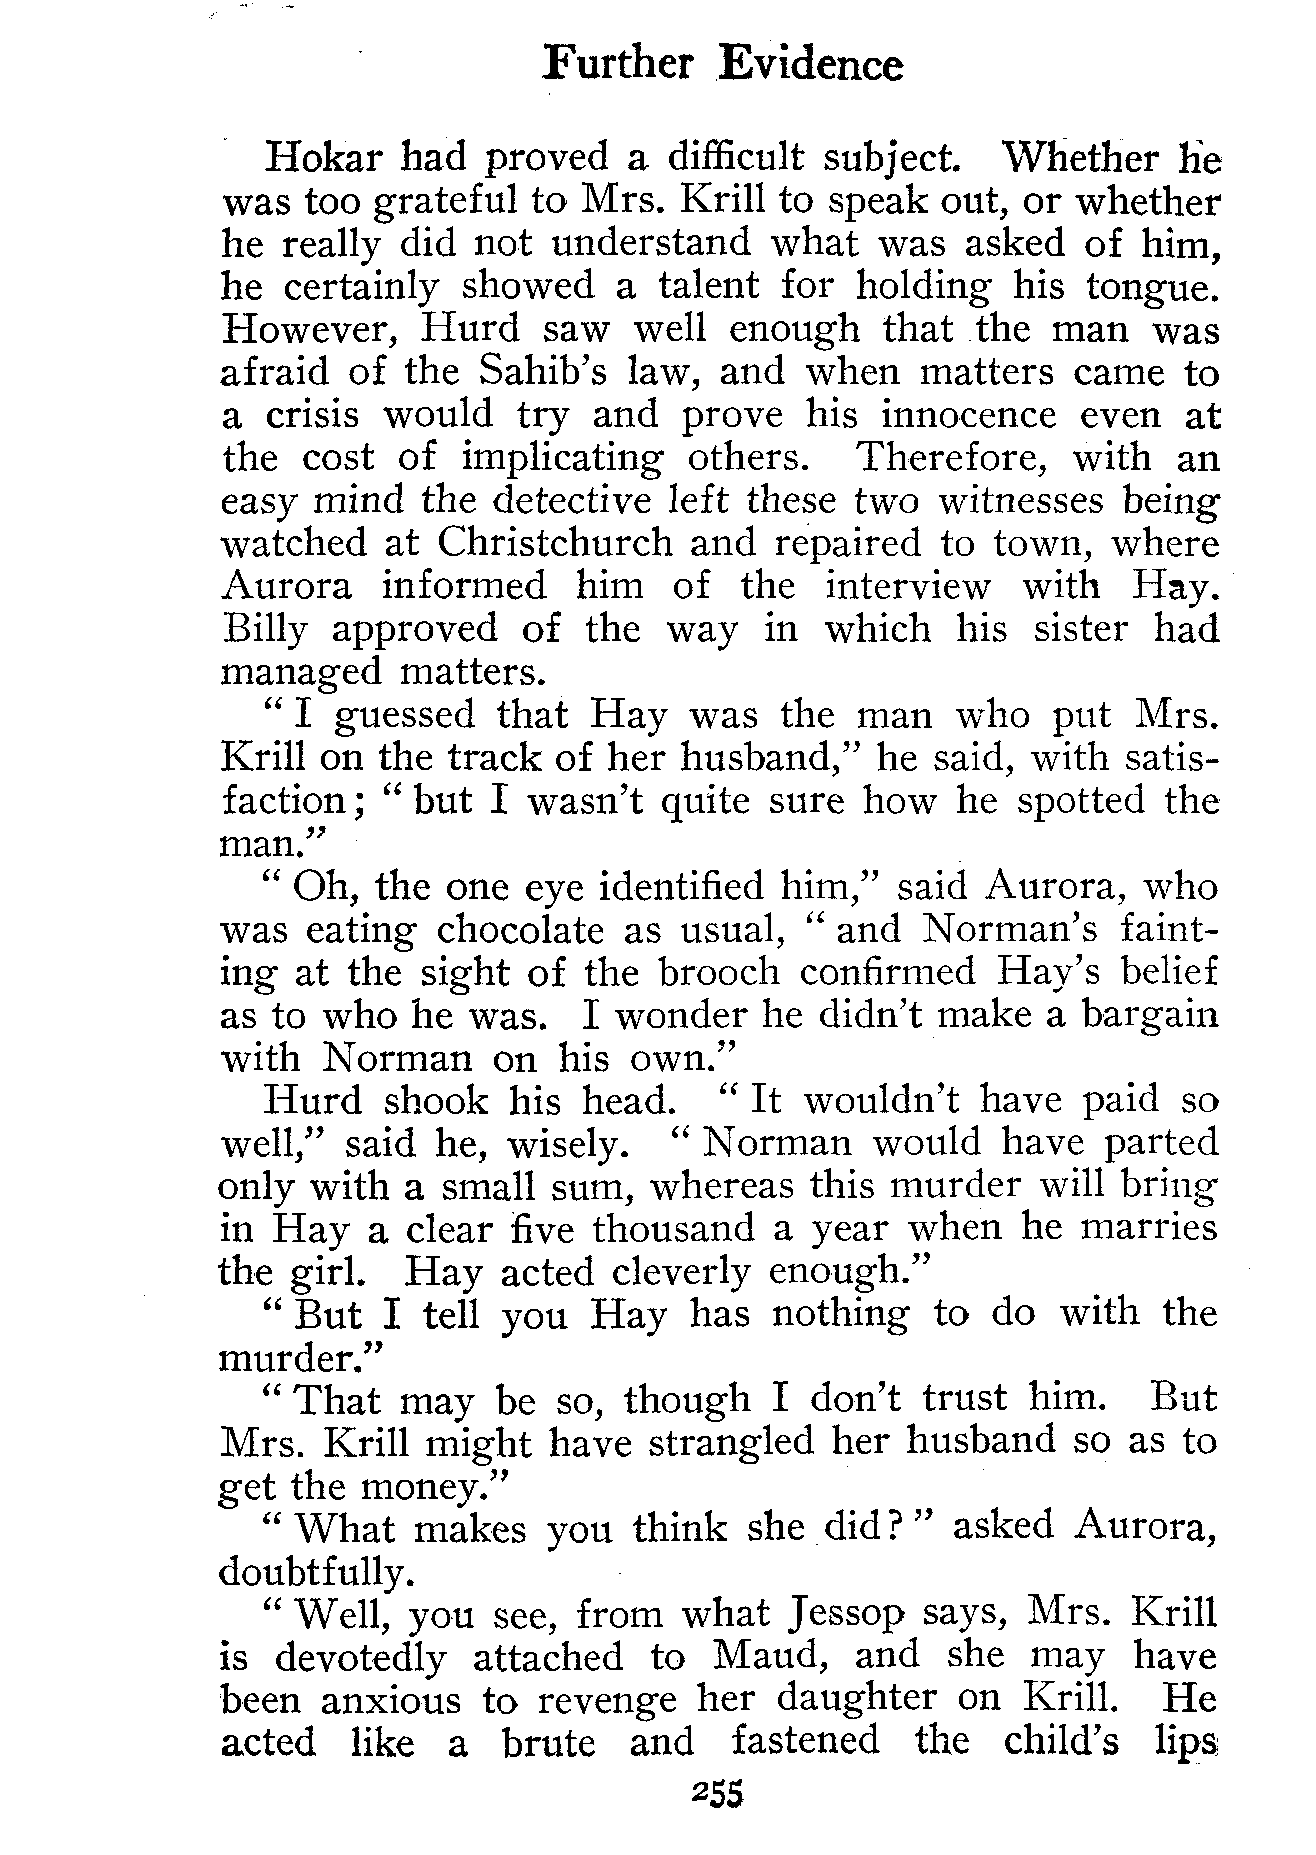 Further Evidence
Hokar had proved a difficult subject. Whether he
was too grateful to Mrs. Krill to speak out, or whether
he really did not understand what was asked of him,
he certainly showed a talent for holding his tongue.
However, Hurd saw well enough that the man was
afraid of the Sahib's law, and when matters came to
a crisis would try and prove his innocence even at
the cost of implicating others. Therefore, with an
easy mind the detective left these two witnesses being
watched at Christchurch and repaired to town, where
Aurora informed him of the interview with Hay.
Billy approved of the way in which his sister had
managed matters.
" I guessed that Hay was the man who put Mrs.
Krill on the track of her husband," he said, with satis-
faction; " but I wasn't quite sure how he spotted the
man."
" Oh, the one eye identified him," said Aurora, who
was eating chocolate as usual, " and Norman's faint-
ing at the sight of the brooch confirmed Hay's belief
as to who he was. I wonder he didn't make a bargain
with Norman on his own."
Hurd shook his head. " It wouldn't have paid so
well," said he, wisely. " Norman would have parted
only with a small sum, whereas this murder will bring
in Hay a clear five thousand a year when he marries
the girl. Hay acted cleverly enough."
" But I tell you Hay has nothing to do with the
murder."
" That may be so, though I don't trust him. But
Mrs. Krill might have strangled her husband so as to
get the money."
" What makes you think she did? " asked Aurora,
doubtfully.
" Well, you see, from what Jessop says, Mrs. Krill
is devotedly attached to Maud, and she may have
been anxious to revenge her daughter on Krill. He
acted like a brute and fastened the child's lips
255